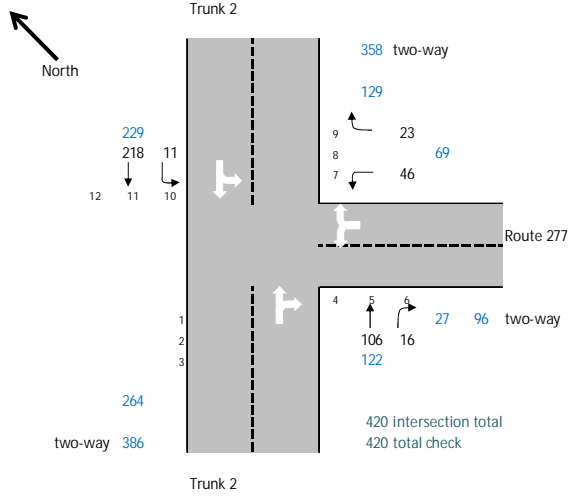 Trunk 2
North
358 two-way
129
229
218 11
9 23
8 69
7 46
12 11 10
Route 277
4 5 6
1
2
3
27 96 two-way
106 16
122
264
420 intersection total
420 total check
two-way 386
Trunk 2